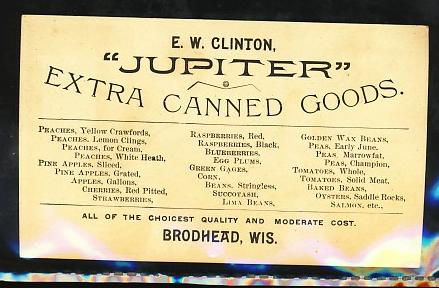 E. W. CLINTON,
"JUPITER"
EXTRA CANNED GOODS.
PEACHES, Yellow Crawfords,
PEACHES, Lemon Clings,
PEACHES, for Cream,
PEACHES, White Heath,
PINE APPLES, Sliced,
PINE APPLES, Grated,
APPLES, Gallons,
CHERRIES, Red Pitted,
STRAWBERRIES,
RASPBERRIES, Red,
RASPBERRIES, Black,
BLUEBERRIES,
EGG PLUMS,
GREEN GAGES,
CORN,
BEANS, Stringless,
SUCCOTASH,
LIMA BEANS,
GOLDEN WAX BEANS,
PEAS, Early June,
PEAS, Marrowfat,
PEAS, Champion,
TOMATOES, Whole,
TOMATOES, Solid Meat,
BAKED BEANS,
OYSTERS, Saddle Rocks,
SALMON, etc.,
ALL OF THE CHOICEST QUALITY AND MODERATE COST.
BRODHEAD, WIS.